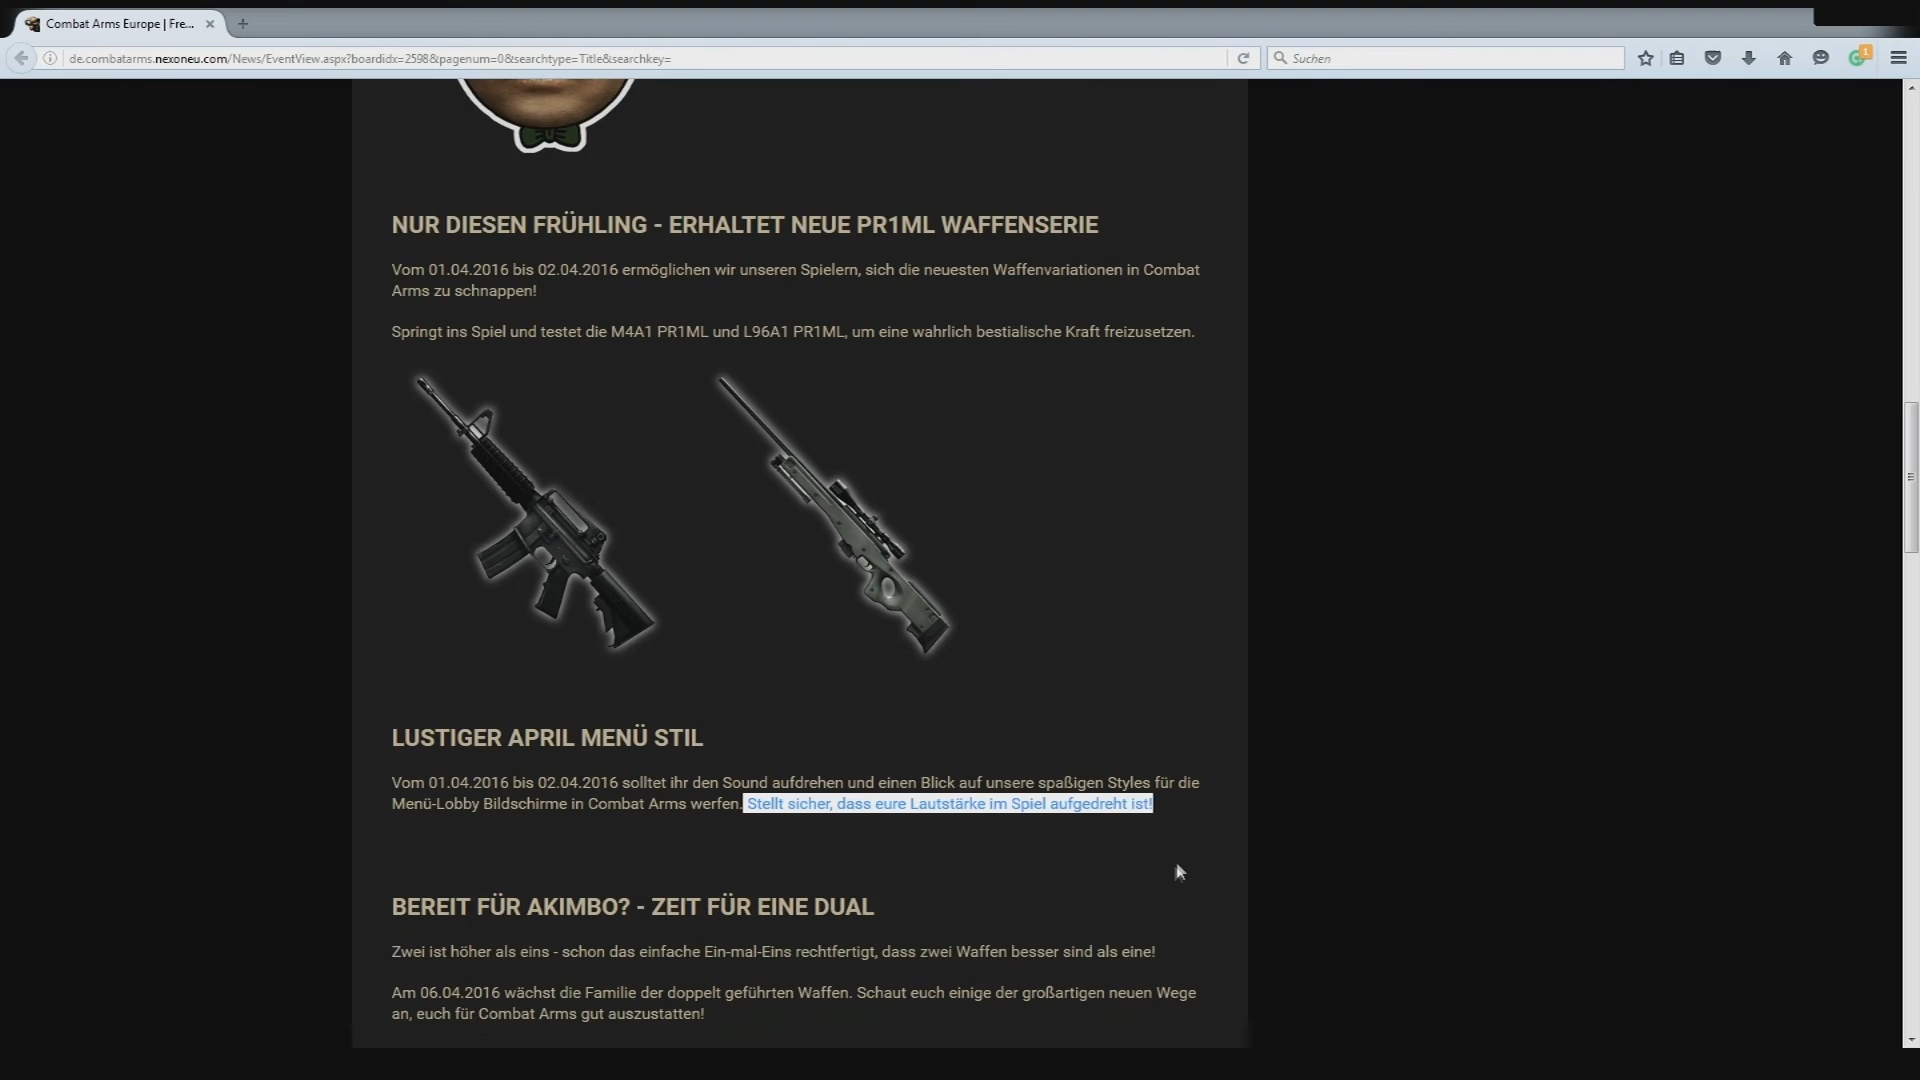 Combat Arms Europe | Fre...
de.combatarms.nexoneu.com/News/EventView.aspx?boardidx=2598&pagenum=0&searchtype=Title&searchkey=
Suchen
1
NUR DIESEN FRÜHLING - ERHALTET NEUE PR1ML WAFFENSERIE
Vom 01.04.2016 bis 02.04.2016 ermöglichen wir unseren Spielern, sich die neuesten Waffenvariationen in Combat
Arms zu schnappen!
Springt ins Spiel und testet die M4A1 PR1ML und L96A1 PR1ML, um eine wahrlich bestialische Kraft freizusetzen.
LUSTIGER APRIL MENÜ STIL
Vom 01.04.2016 bis 02.04.2016 solltet ihr den Sound aufdrehen und einen Blick auf unsere spaßigen Styles für die
Menü-Lobby Bildschirme in Combat Arms werfen. Stellt sicher, dass eure Lautstärke im Spiel aufgedreht ist!
BEREIT FÜR AKIMBO? - ZEIT FÜR EINE DUAL
Zwei ist höher als eins - schon das einfache Ein-mal-Eins rechtfertigt, dass zwei Waffen besser sind als eine!
Am 06.04.2016 wächst die Familie der doppelt geführten Waffen. Schaut euch einige der großartigen neuen Wege
an, euch für Combat Arms gut auszustatten!